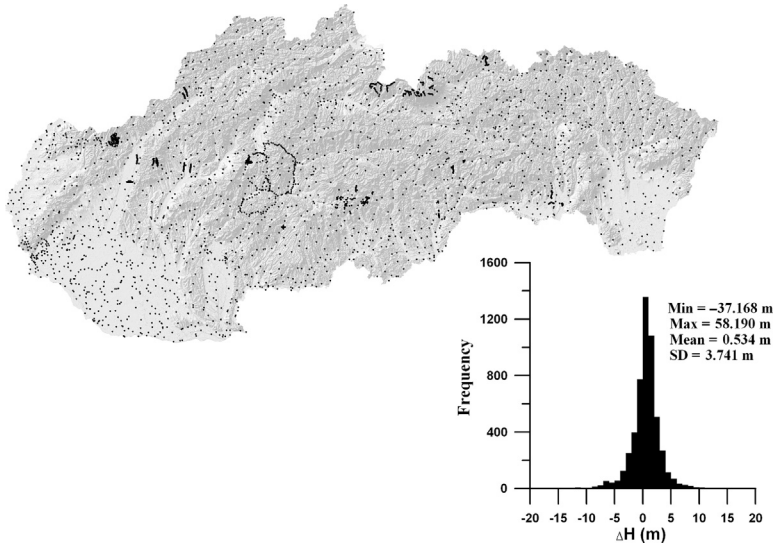 1600
Min = –37.168 m
Max = 58.190 m
1200
Mean = 0.534 m
SD = 3.741 m
Frequency
800
400
0
-20 -15 -10 -5 0 5 10 15 20
ΔH (m)